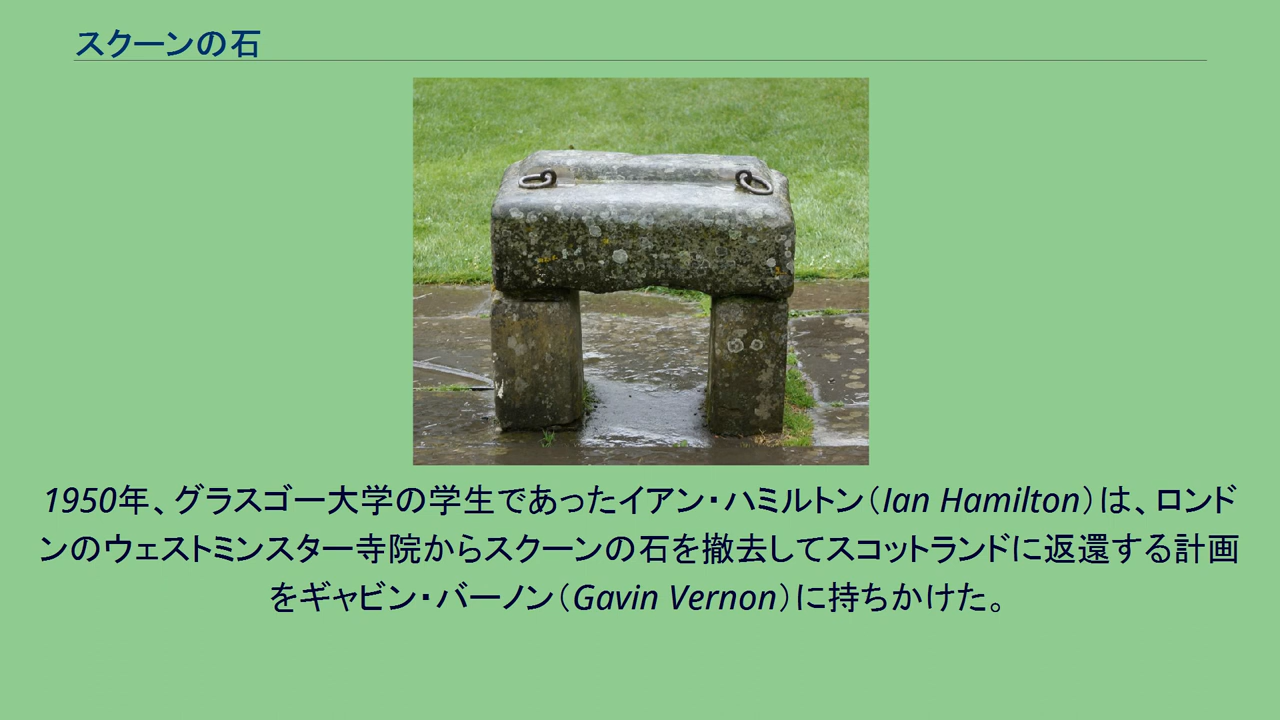 スクーンの石
1950年、グラスゴー大学の学生であったイアン・ハミルトン（Ian Hamilton）は、ロンド
ンのウェストミンスター寺院からスクーンの石を撤去してスコットランドに返還する計画
をギャビン・バーノン（Gavin Vernon）に持ちかけた。